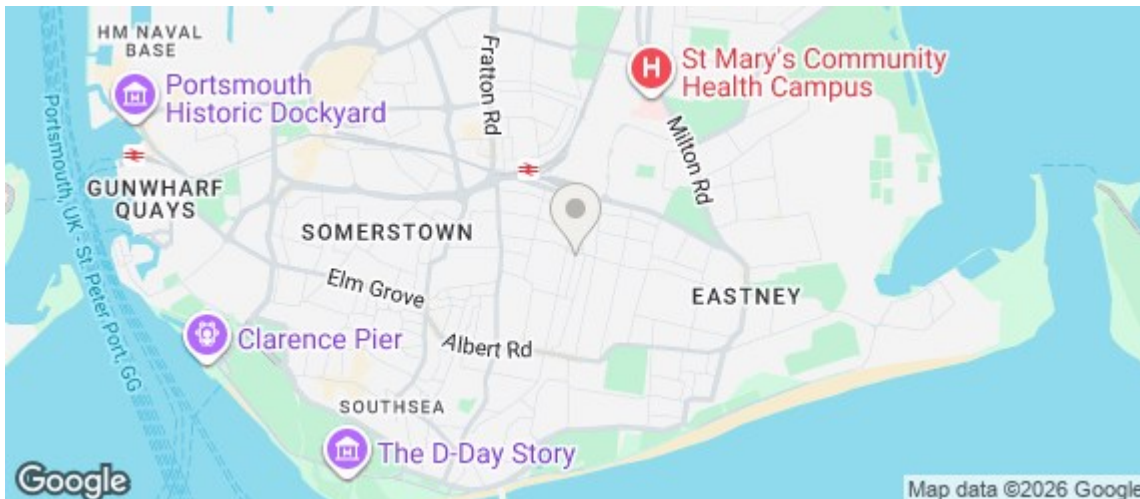 HM NAVAL
BASE
Portsmouth
Historic Dockyard
Fratton Rd
St Mary's Community
Health Campus
H
Milton Rd
Portsmouth, UK - St. Peter Port, GG
GUNWHARF
QUAYS
SOMERSTOWN
Elm Grove
EASTNEY
Clarence Pier
Albert Rd
SOUTHSEA
The D-Day Story
Google
Map data ©2026 Google